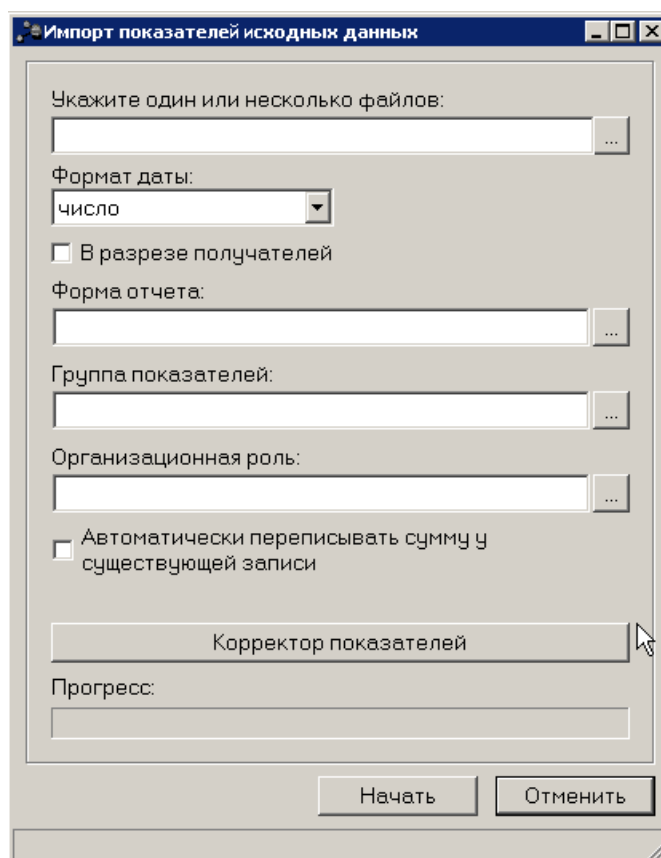 Импорт показателей исходных данных
Укажите один или несколько файлов:
...
Формат даты:
число
В разрезе получателей
Форма отчета:
...
Группа показателей:
...
Организационная роль:
...
Автоматически переписывать сумму у
существующей записи
Корректор показателей
Прогресс:
Начать Отменить